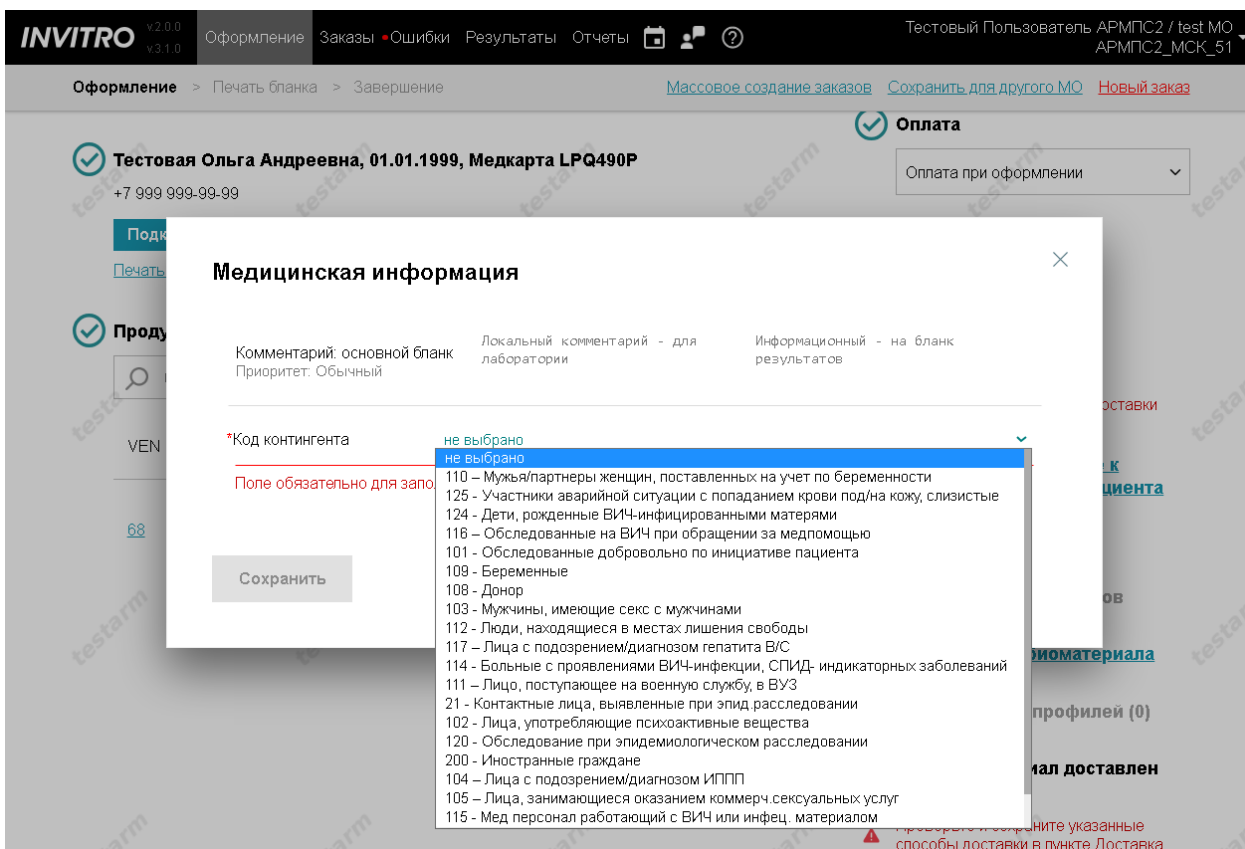 INVITRO v.2.0.0 v.3.1.0 Оформление Заказы Ошибки Результаты Отчеты
Тестовый Пользователь АРМПС2 / test МО
АРМПС2_МСК_51
Оформление > Печать бланка > Завершение Массовое создание заказов Сохранить для другого МО Новый заказ
Оплата
Тестовая Ольга Андреевна, 01.01.1999, Медкарта LPQ490P
Оплата при оформлении
+7 999 999-99-99
Печать
Медицинская информация
Комментарий: основной бланк
Приоритет: Обычный
Локальный комментарий - для
лаборатории
Информационный - на бланк
результатов
VEN
*Код контингента не выбрано
не выбрано
110 – Мужья/партнеры женщин, поставленных на учет по беременности
125 - Участники аварийной ситуации с попаданием крови под/на кожу, слизистые
124 - Дети, рожденные ВИЧ-инфицированными матерями
116 – Обследованные на ВИЧ при обращении за медпомощью
101 - Обследованные добровольно по инициативе пациента
109 - Беременные
108 - Донор
103 - Мужчины, имеющие секс с мужчинами
112 - Люди, находящиеся в местах лишения свободы
117 – Лица с подозрением/диагнозом гепатита В/С
114 - Больные с проявлениями ВИЧ-инфекции, СПИД- индикаторных заболеваний
111 – Лицо, поступающее на военную службу, в ВУЗ
21 - Контактные лица, выявленные при эпид.расследовании
102 - Лица, употребляющие психоактивные вещества
120 - Обследование при эпидемиологическом расследовании
200 - Иностранные граждане
104 – Лица с подозрением/диагнозом ИППП
105 – Лица, занимающиеся оказанием коммерч.сексуальных услуг
115 - Мед персонал работающий с ВИЧ или инфец. материалом
Поле обязательно для
68
Сохранить
к
профилей (0)
доставлен
указанные
способы доставки в пункте Доставка
testarm